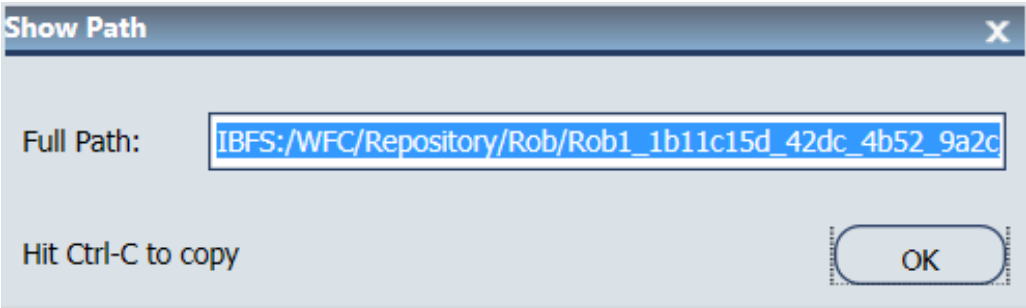 Show Path x
Full Path: IBFS:/WFC/Repository/Rob/Rob1_1b11c15d_42dc_4b52_9a2c
Hit Ctrl-C to copy OK